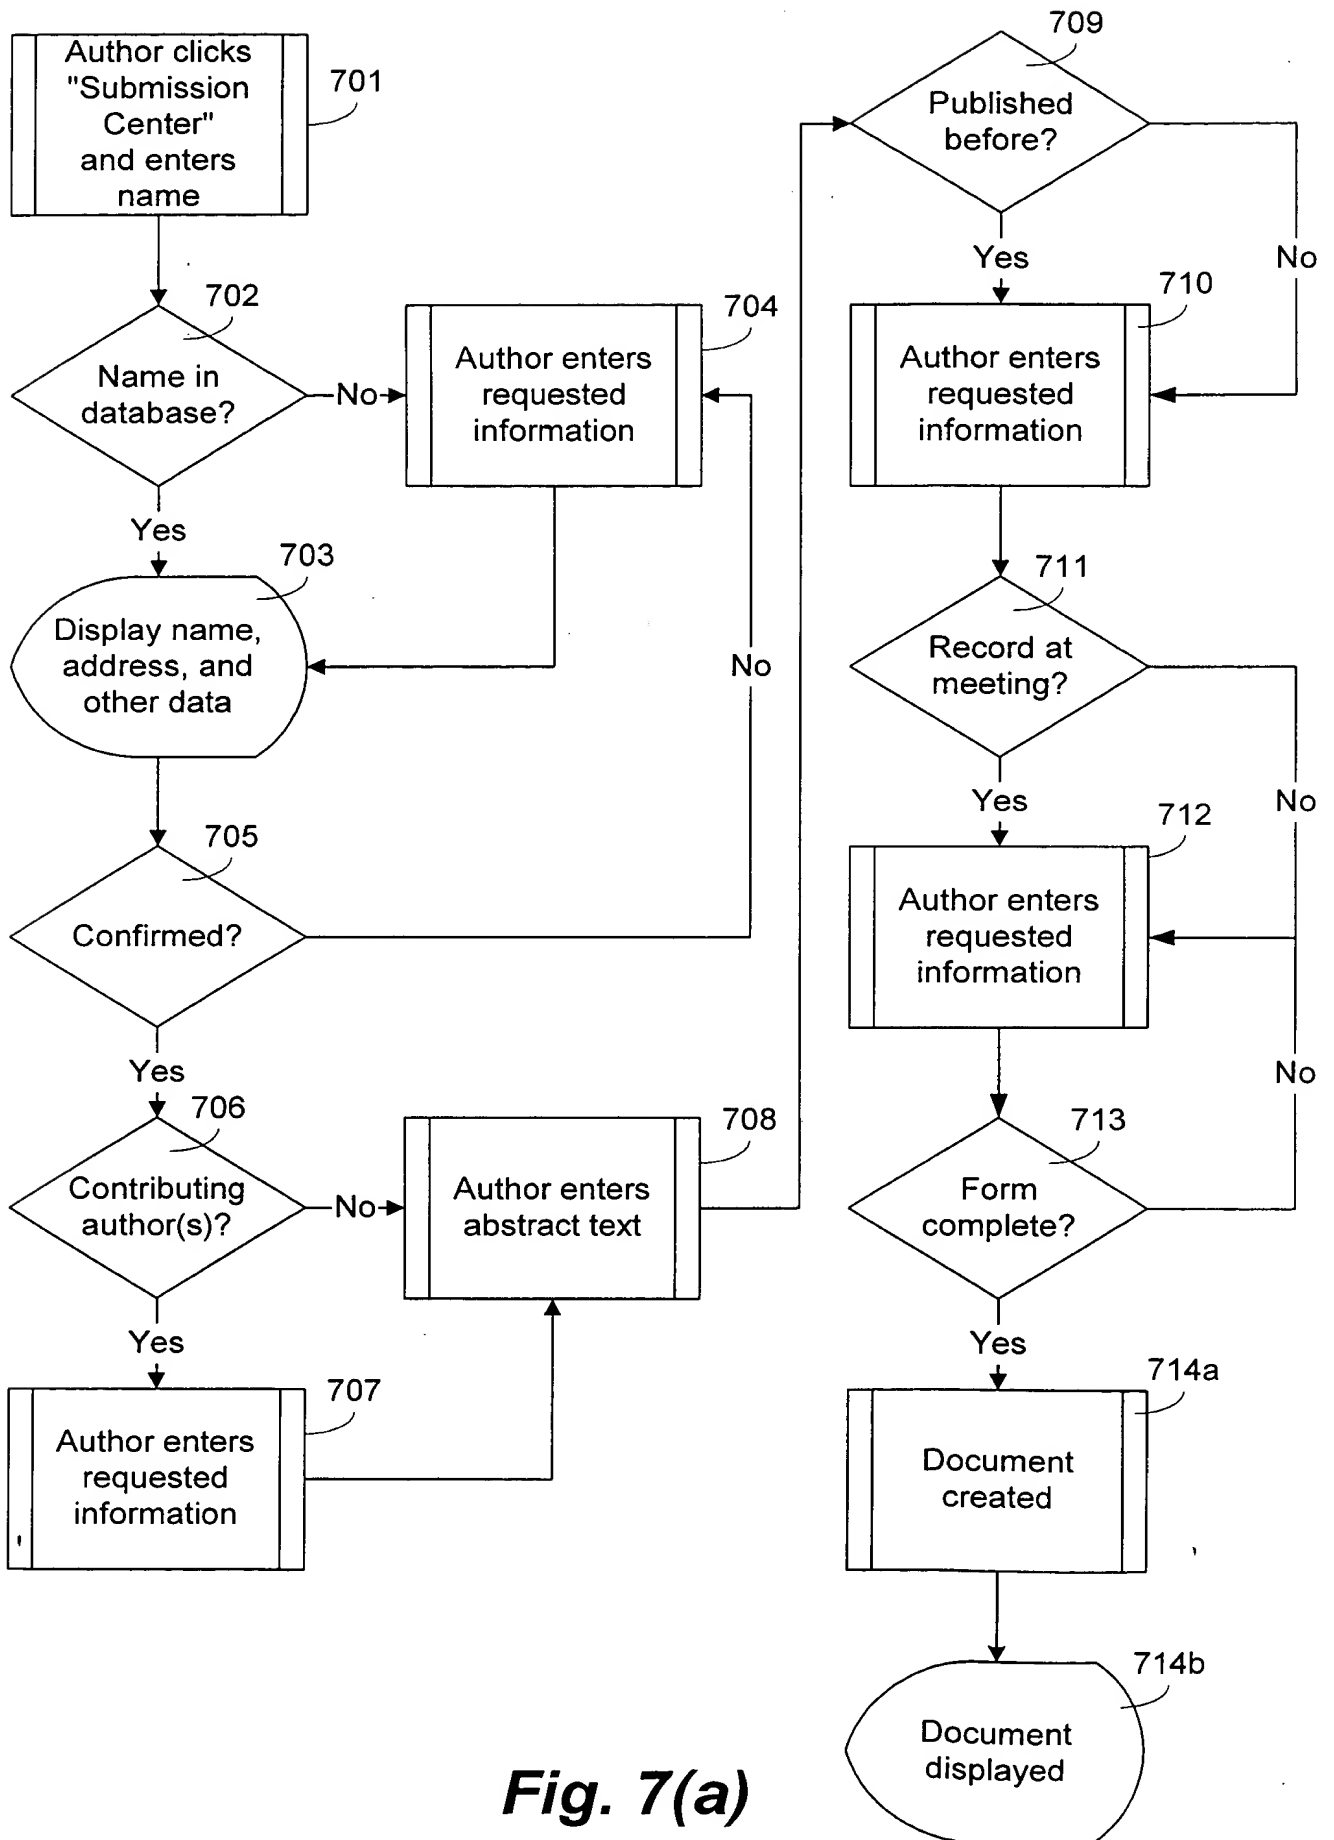 Author clicks
"Submission
Center"
and enters
name
701
702
Name in
database?
No
704
Author enters
requested
information
Yes
703
Display name,
address, and
other data
No
705
Confirmed?
Yes
706
Contributing
author(s)?
No
708
Author enters
abstract text
Yes
707
Author enters
requested
information
709
Published
before?
Yes
No
710
Author enters
requested
information
711
Record at
meeting?
Yes
No
712
Author enters
requested
information
No
713
Form
complete?
Yes
714a
Document
created
714b
Document
displayed
Fig. 7(a)